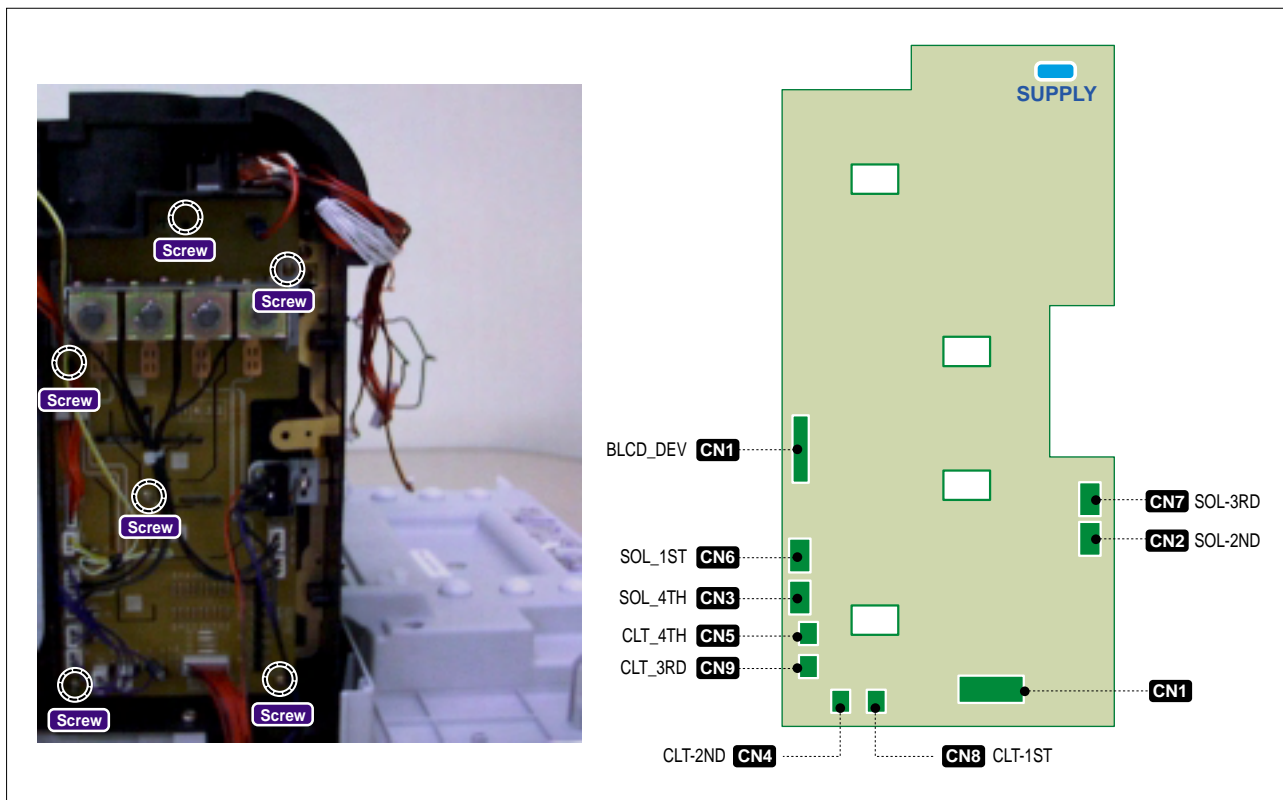 Screw
Screw
Screw
Screw
Screw
Screw
SUPPLY
BLCD_DEV CN1
CN7 SOL-3RD
CN2 SOL-2ND
SOL_1ST CN6
SOL_4TH CN3
CLT_4TH CN5
CLT_3RD CN9
CN1
CLT-2ND CN4
CN8 CLT-1ST